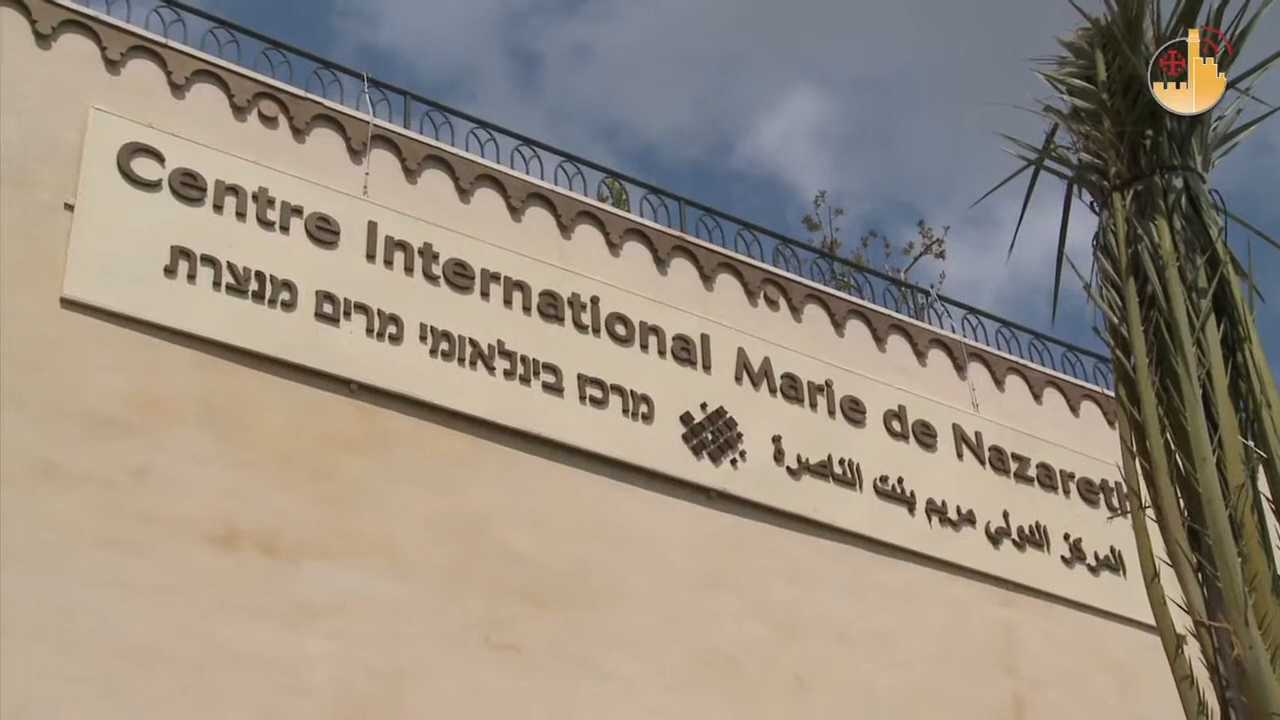 Centre International Marie de Nazareth
מרכז בינלאומי מרים מנצרת
المركز الدولي مريم بنت الناصرة